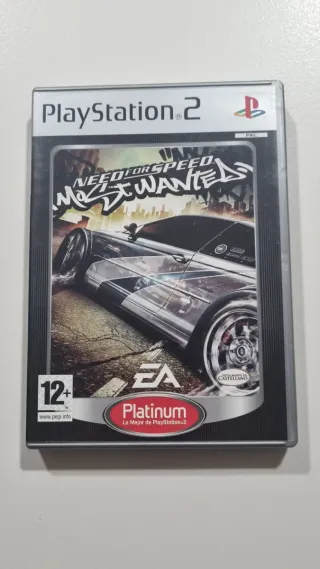 PlayStation®2
PAL
NEED FOR SPEED
Most WANTED
EA
12+
www.pegi.info
CASTELLANO
Platinum
Lo Mejor de PlayStation®2